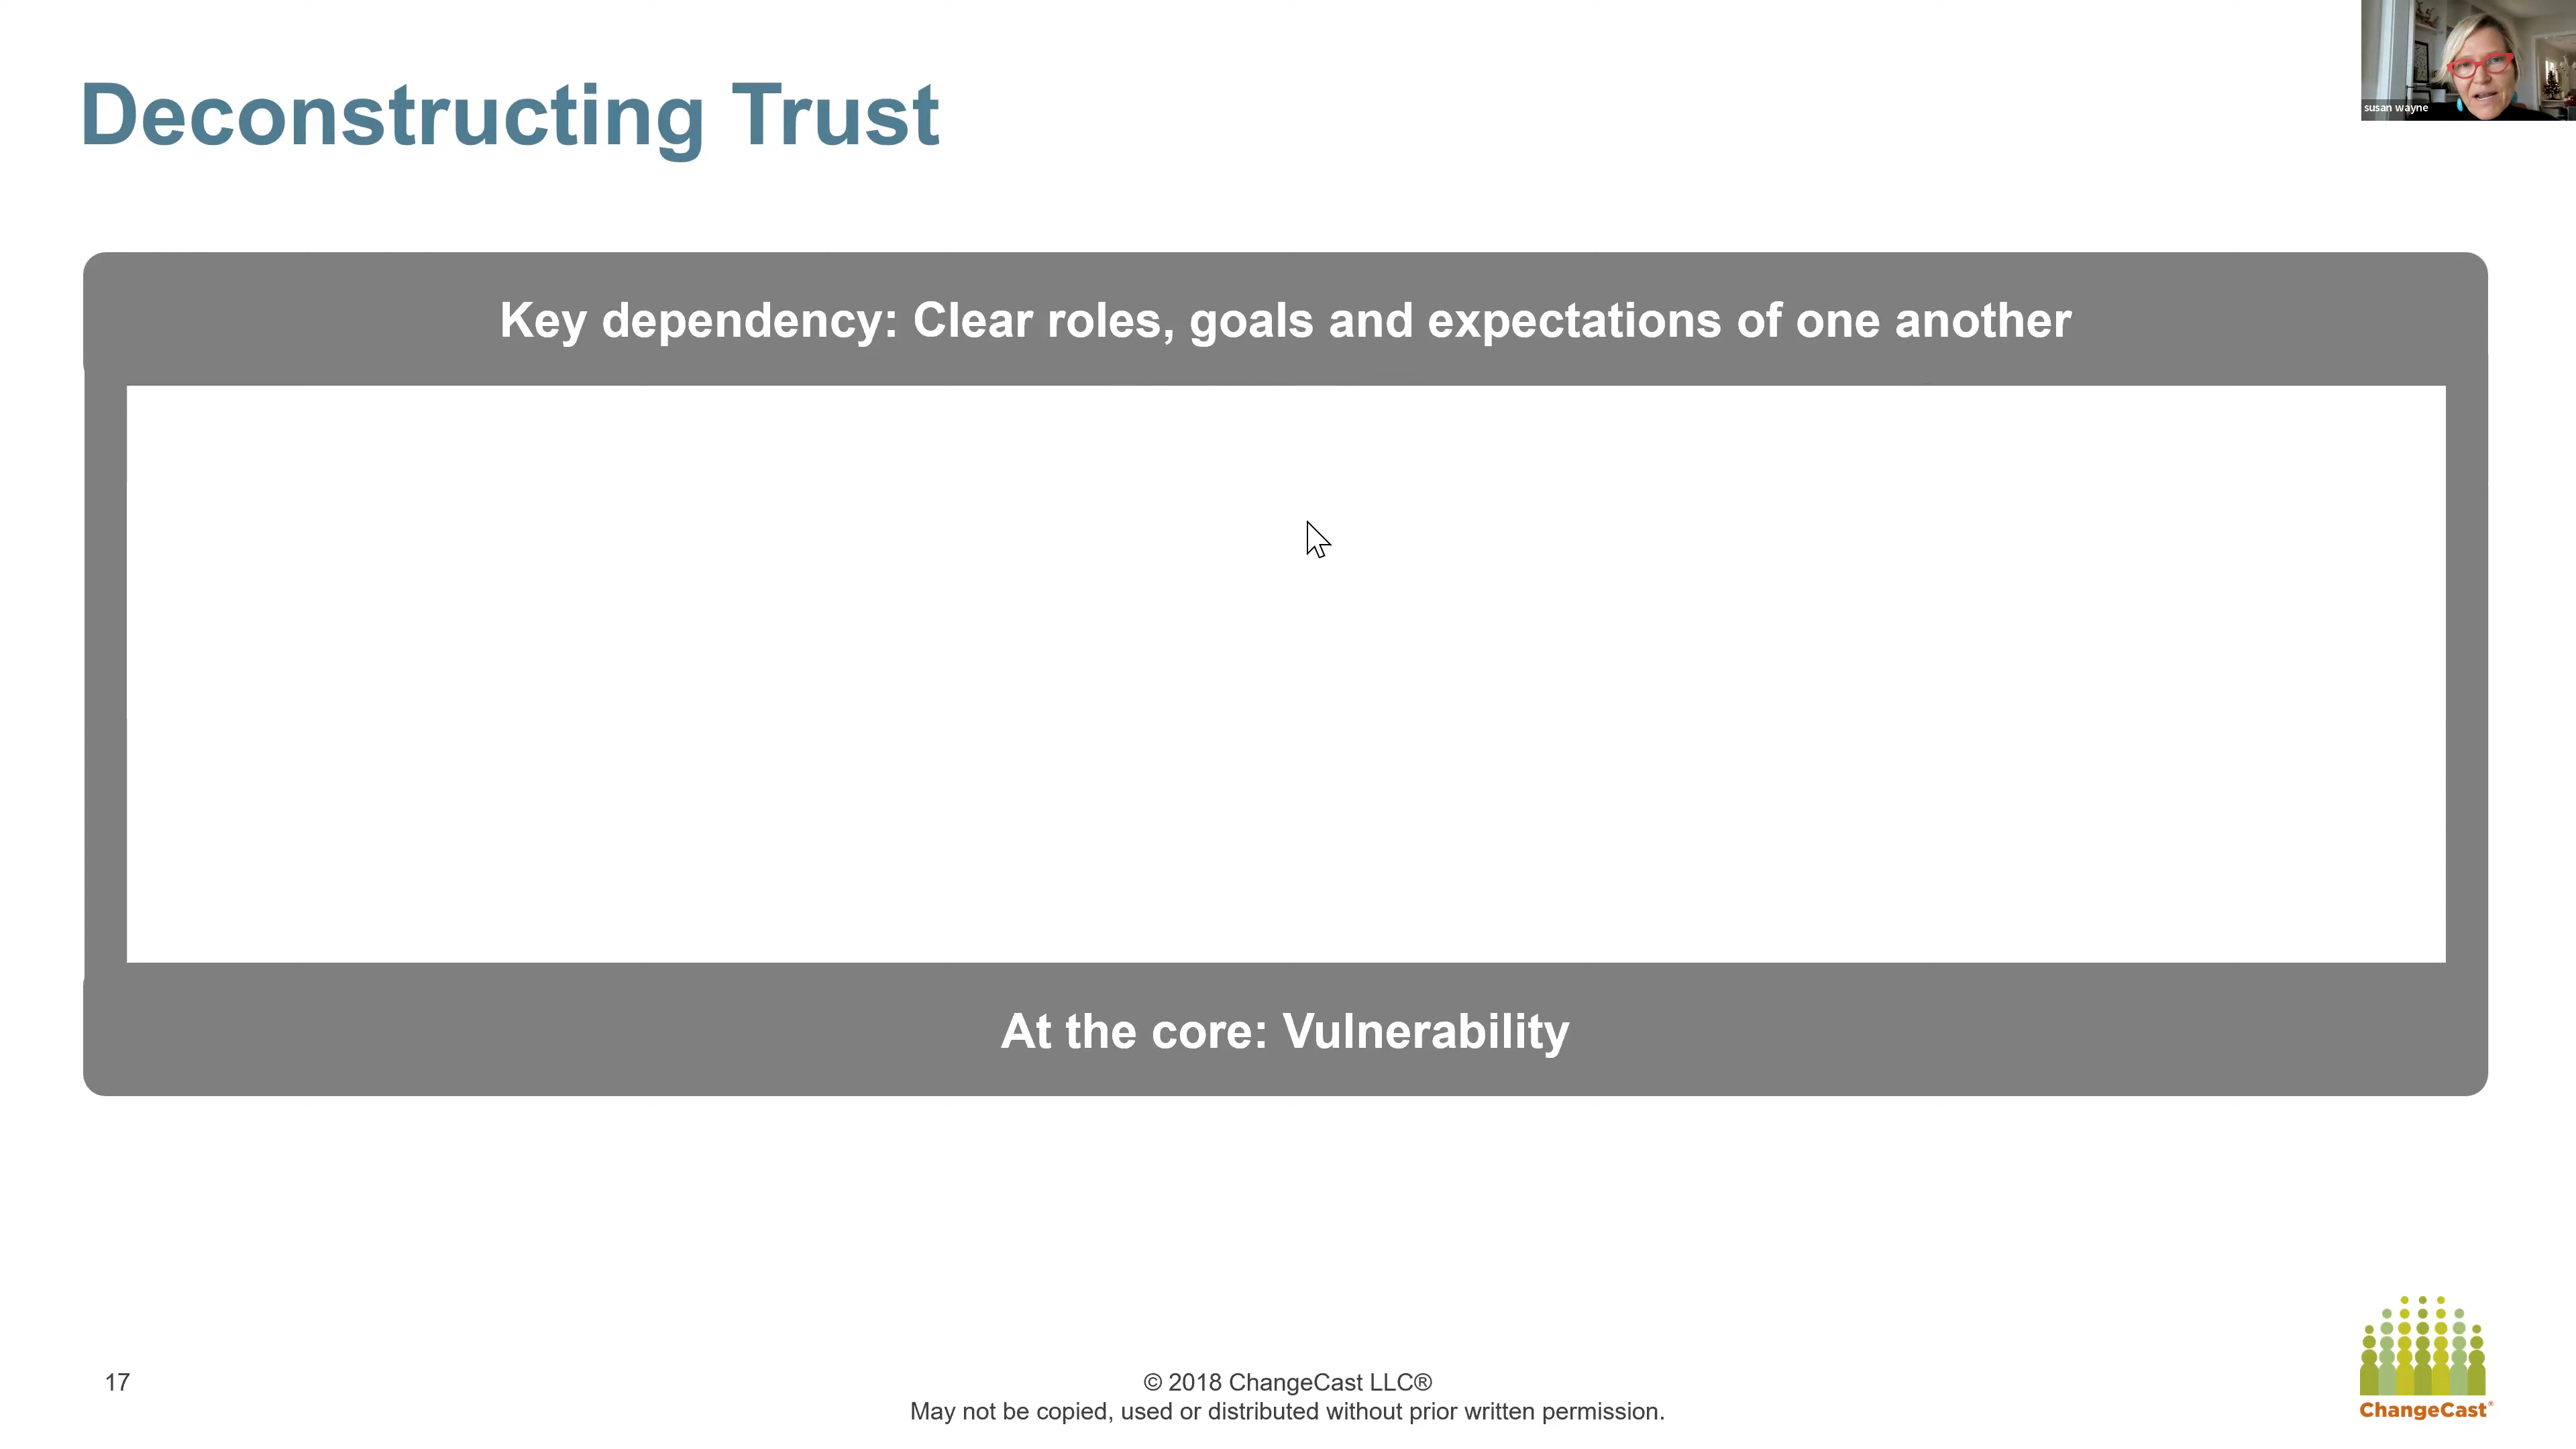 Deconstructing Trust
susan wayne
Key dependency: Clear roles, goals and expectations of one another
At the core: Vulnerability
17
© 2018 ChangeCast LLC®
May not be copied, used or distributed without prior written permission.
ChangeCast®